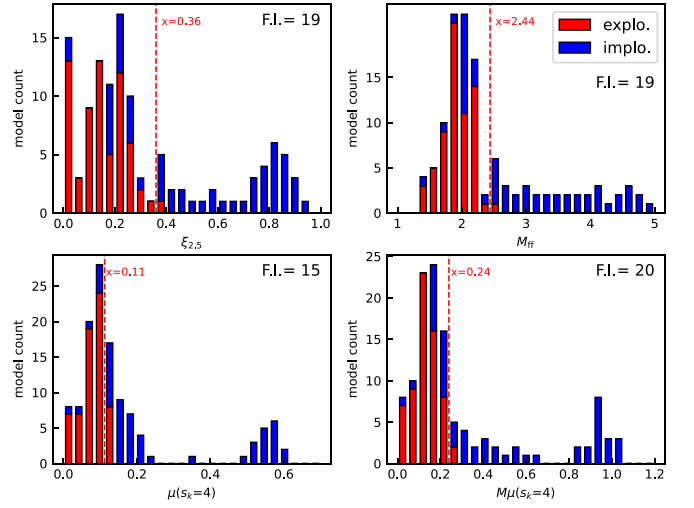 x=0.36
F.I. = 19
model count
15
10
5
0
0.0 0.2 0.4 0.6 0.8 1.0
ξ2.5
x=2.44
explo.
implo.
F.I. = 19
model count
20
15
10
5
0
1 2 3 4 5
Mff
x=0.11
F.I. = 15
model count
25
20
15
10
5
0
0.0 0.2 0.4 0.6
μ(sk=4)
x=0.24
F.I. = 20
model count
25
20
15
10
5
0
0.0 0.2 0.4 0.6 0.8 1.0 1.2
Mμ(sk=4)